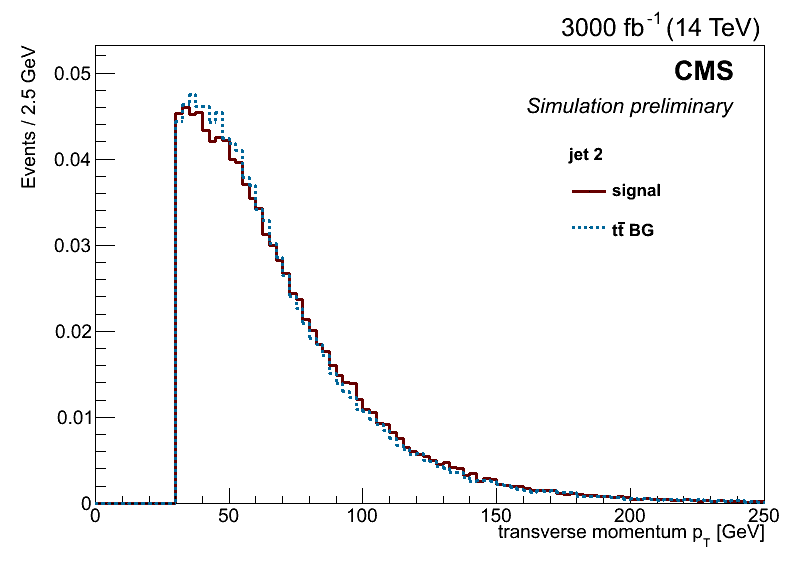 3000 fb⁻¹ (14 TeV)
CMS
Simulation preliminary
jet 2
signal
tt̅ BG
Events / 2.5 GeV
0.05
0.04
0.03
0.02
0.01
0
0 50 100 150 200 250
transverse momentum p_T [GeV]